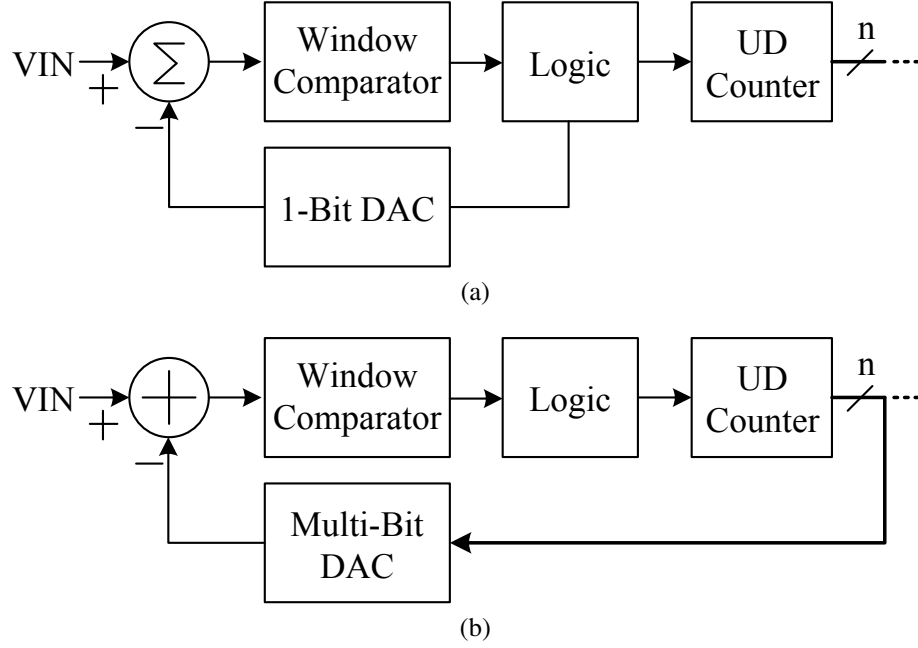 VIN
+
−
Σ
Window
Comparator
Logic
UD
Counter
n
1-Bit DAC
(a)
VIN
+
−
+
Window
Comparator
Logic
UD
Counter
n
Multi-Bit
DAC
(b)